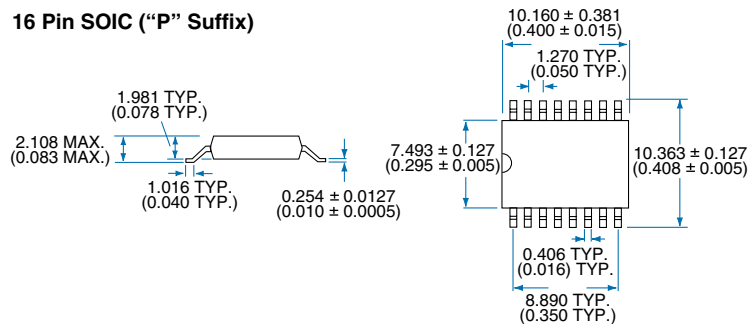 16 Pin SOIC (“P” Suffix)
10.160 ± 0.381
(0.400 ± 0.015)
1.270 TYP.
(0.050 TYP.)
1.981 TYP.
(0.078 TYP.)
2.108 MAX.
(0.083 MAX.)
1.016 TYP.
(0.040 TYP.)
0.254 ± 0.0127
(0.010 ± 0.0005)
7.493 ± 0.127
(0.295 ± 0.005)
10.363 ± 0.127
(0.408 ± 0.005)
0.406 TYP.
(0.016) TYP.
8.890 TYP.
(0.350 TYP.)